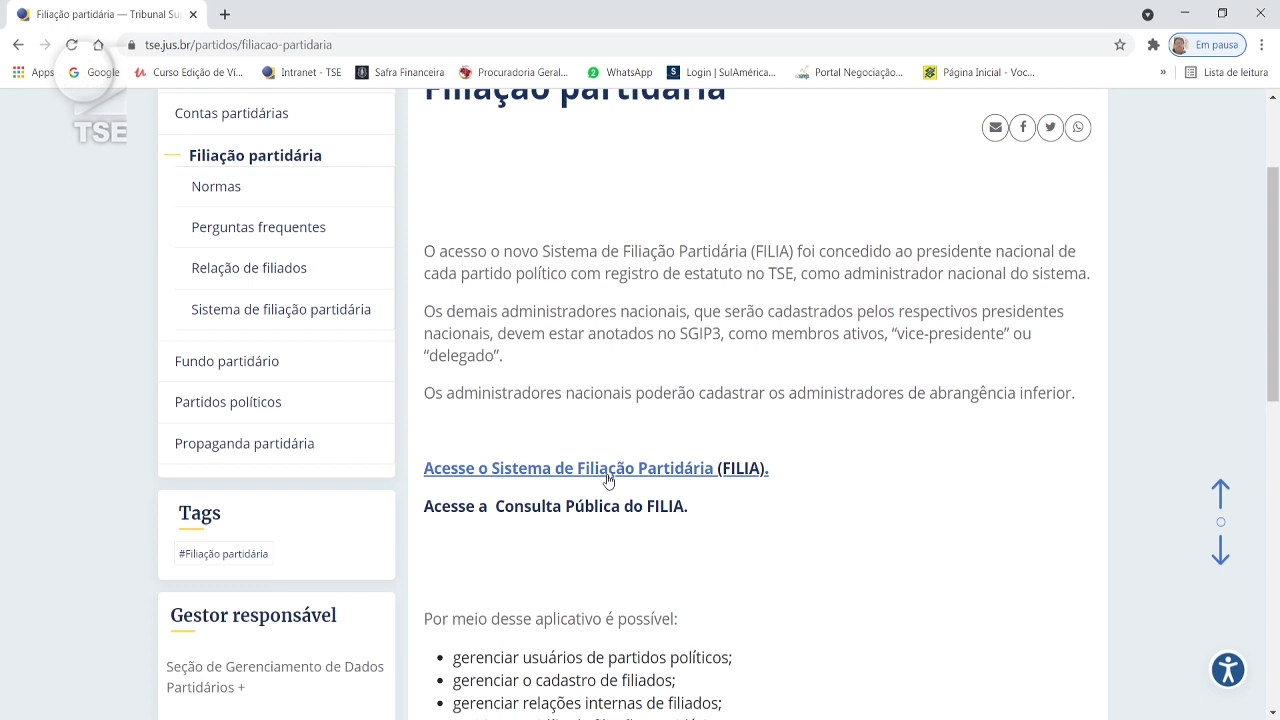 Filiação partidária — Tribunal Su
tse.jus.br/partidos/filiacao-partidaria
Em pausa
Apps
Google
Curso Edição de V...
Intranet - TSE
Safra Financeira
Procuradoria Geral...
WhatsApp
Login | SulAmérica...
Portal Negociação...
Página Inicial - Voc...
»
Lista de leitura
TSE
Filiação partidária
Contas partidárias
Filiação partidária
Normas
Perguntas frequentes
Relação de filiados
Sistema de filiação partidária
Fundo partidário
Partidos políticos
Propaganda partidária
Tags
#Filiação partidária
Gestor responsável
Seção de Gerenciamento de Dados
Partidários +
O acesso o novo Sistema de Filiação Partidária (FILIA) foi concedido ao presidente nacional de
cada partido político com registro de estatuto no TSE, como administrador nacional do sistema.
Os demais administradores nacionais, que serão cadastrados pelos respectivos presidentes
nacionais, devem estar anotados no SGIP3, como membros ativos, “vice-presidente” ou
“delegado”.
Os administradores nacionais poderão cadastrar os administradores de abrangência inferior.
Acesse o Sistema de Filiação Partidária (FILIA).
Acesse a  Consulta Pública do FILIA.
Por meio desse aplicativo é possível:
• gerenciar usuários de partidos políticos;
• gerenciar o cadastro de filiados;
• gerenciar relações internas de filiados;